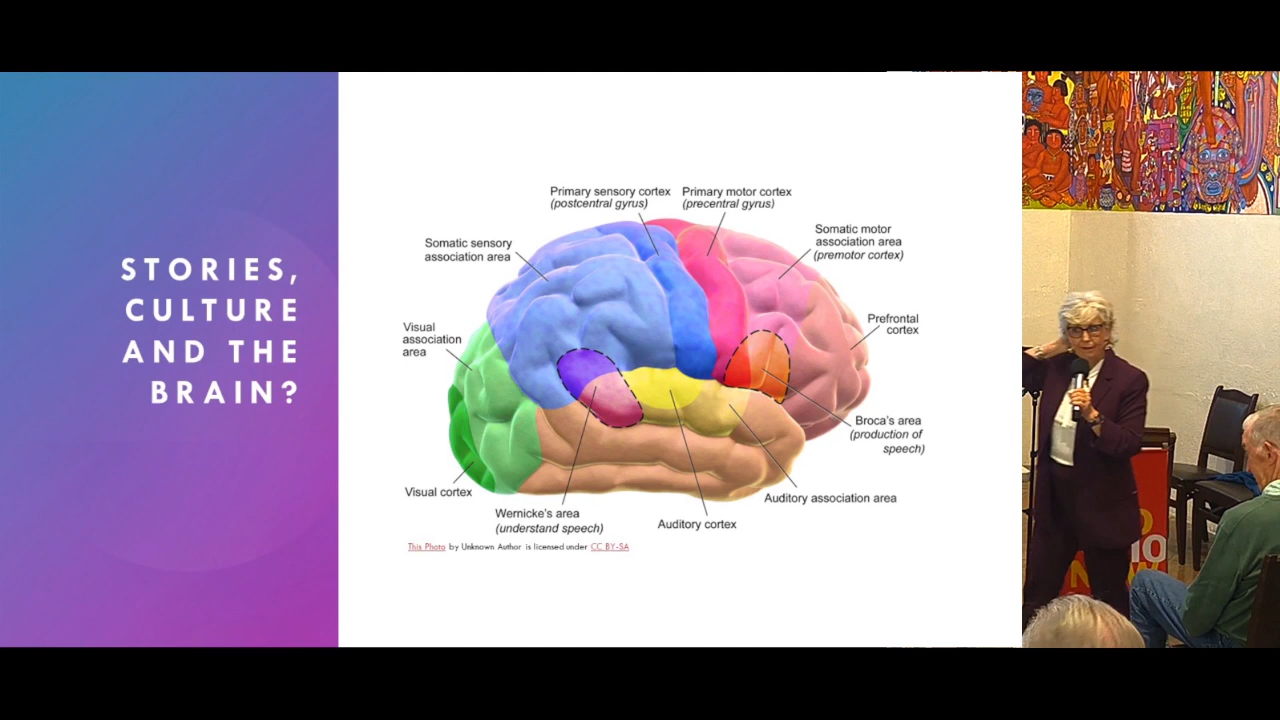 STORIES,
CULTURE
AND THE
BRAIN?
Primary sensory cortex
(postcentral gyrus)
Primary motor cortex
(precentral gyrus)
Somatic sensory
association area
Somatic motor
association area
(premotor cortex)
Visual
association
area
Prefrontal
cortex
Broca's area
(production of
speech)
Visual cortex
Wernicke's area
(understand speech)
Auditory cortex
Auditory association area
This Photo by Unknown Author is licensed under CC BY-SA